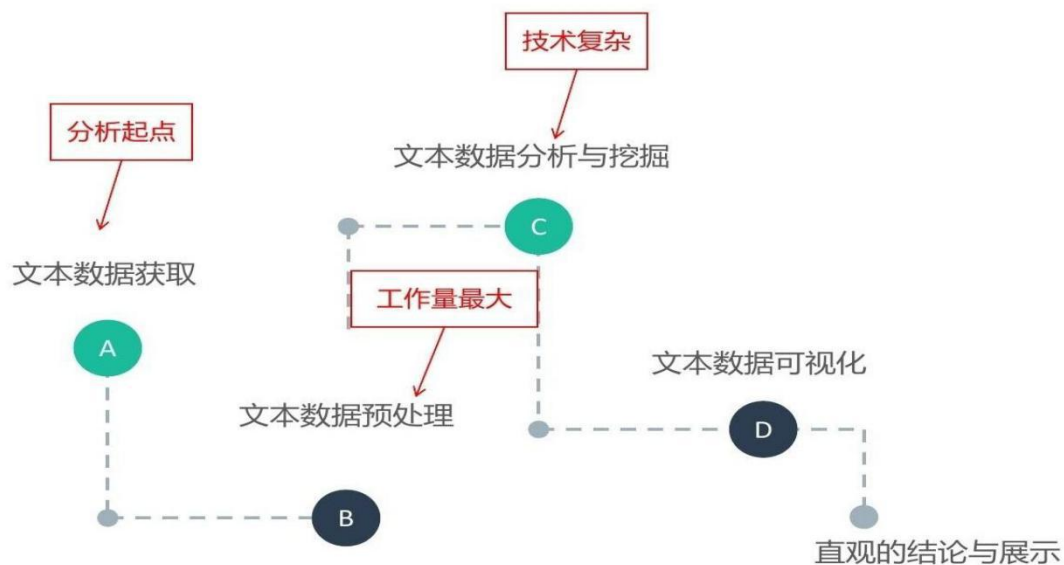 技术复杂
分析起点
文本数据分析与挖掘
C
文本数据获取
工作量最大
A
文本数据可视化
文本数据预处理
D
B
直观的结论与展示